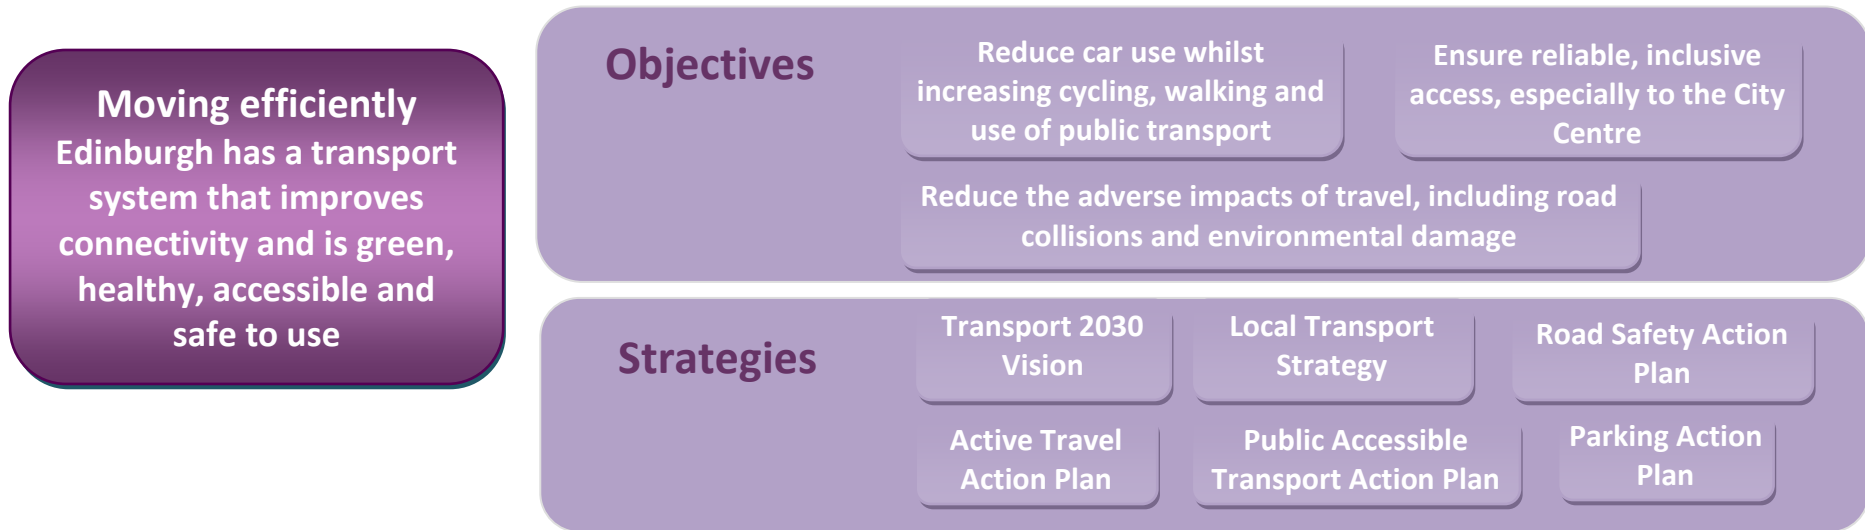 Moving efficiently
Edinburgh has a transport
system that improves
connectivity and is green,
healthy, accessible and
safe to use
Objectives
Reduce car use whilst
increasing cycling, walking and
use of public transport
Ensure reliable, inclusive
access, especially to the City
Centre
Reduce the adverse impacts of travel, including road
collisions and environmental damage
Strategies
Transport 2030
Vision
Local Transport
Strategy
Road Safety Action
Plan
Active Travel
Action Plan
Public Accessible
Transport Action Plan
Parking Action
Plan